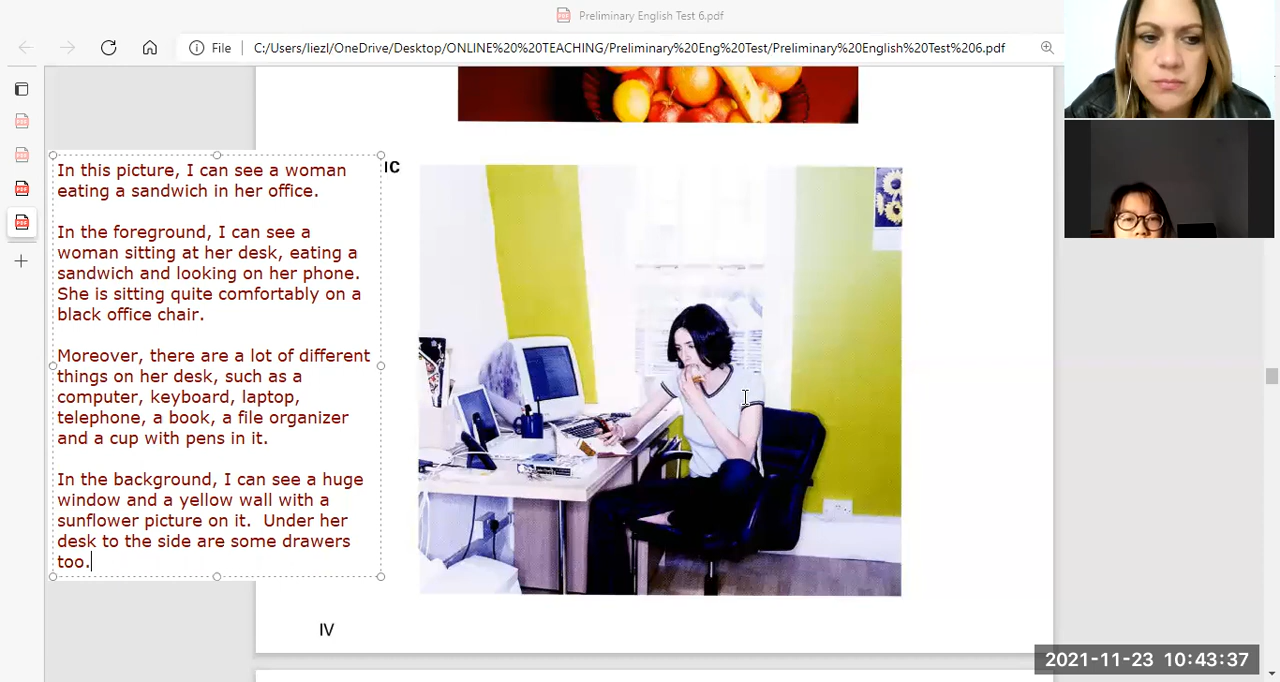 Preliminary English Test 6.pdf
File C:/Users/liezl/OneDrive/Desktop/ONLINE%20%20TEACHING/Preliminary%20Eng%20Test/Preliminary%20English%20Test%206.pdf
IC
In this picture, I can see a woman
eating a sandwich in her office.
In the foreground, I can see a
woman sitting at her desk, eating a
sandwich and looking on her phone.
She is sitting quite comfortably on a
black office chair.
Moreover, there are a lot of different
things on her desk, such as a
computer, keyboard, laptop,
telephone, a book, a file organizer
and a cup with pens in it.
In the background, I can see a huge
window and a yellow wall with a
sunflower picture on it.  Under her
desk to the side are some drawers
too.
IV
2021-11-23 10:43:37